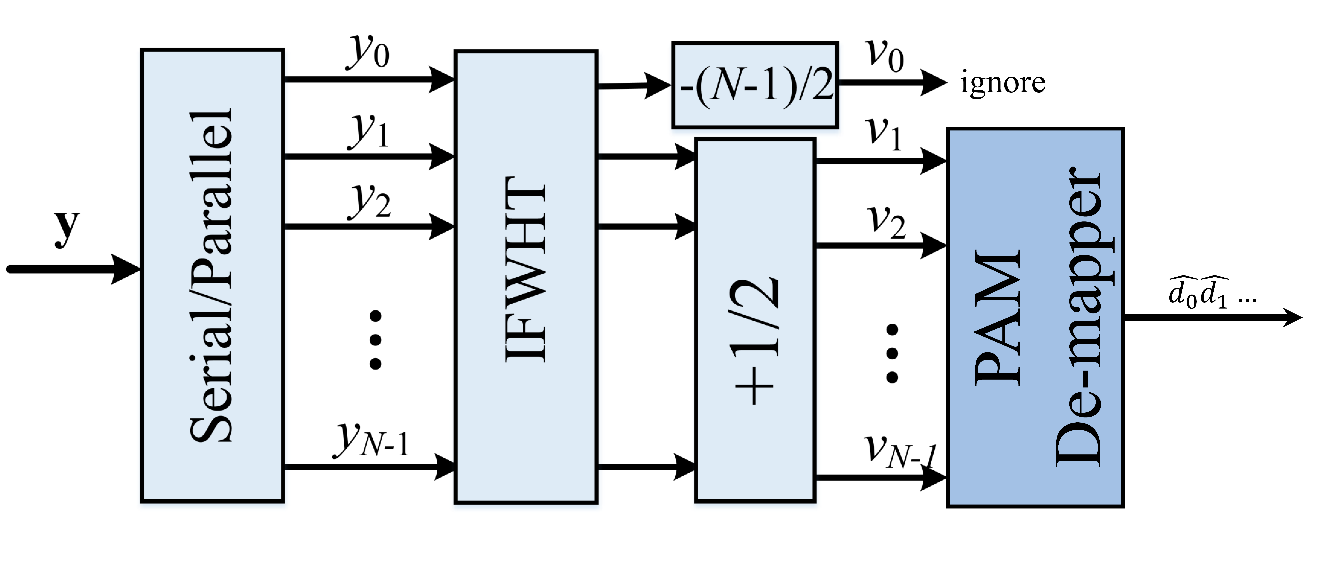 y
Serial/Parallel
y0
y1
y2
yN-1
IFWHT
-(N-1)/2
+1/2
v0
ignore
v1
v2
vN-1
PAM
De-mapper
d̂0d̂1 ...